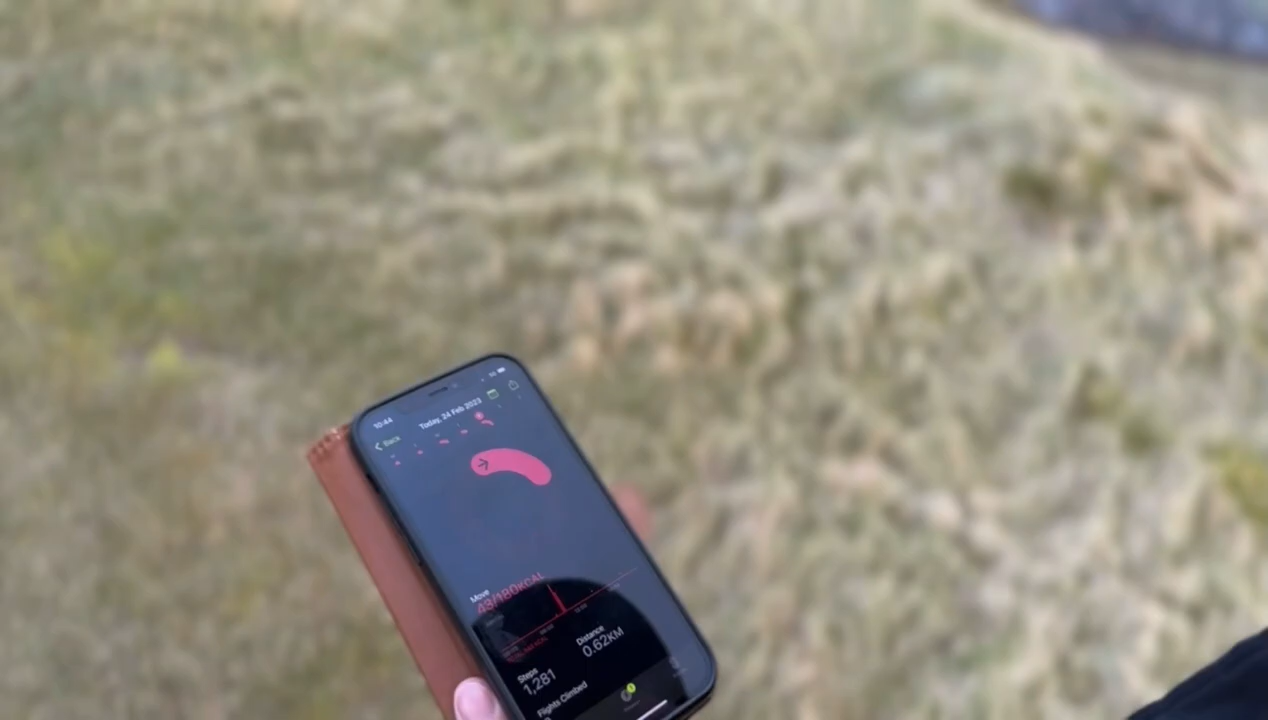 10:44
Today, 24 Feb 2023
Back
Move
43/180KCAL
Steps
1,281
Distance
0.62KM
Flights Climbed